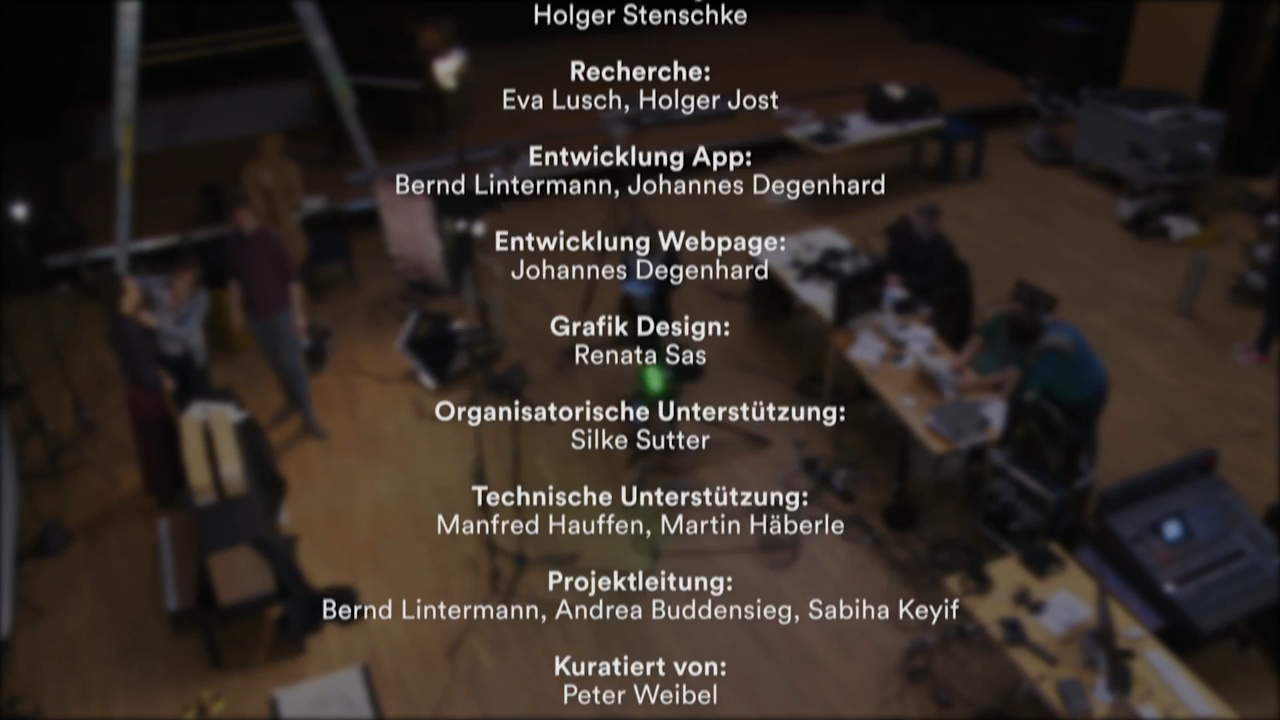 Holger Stenschke
Recherche:
Eva Lusch, Holger Jost
Entwicklung App:
Bernd Lintermann, Johannes Degenhard
Entwicklung Webpage:
Johannes Degenhard
Grafik Design:
Renata Sas
Organisatorische Unterstützung:
Silke Sutter
Technische Unterstützung:
Manfred Hauffen, Martin Häberle
Projektleitung:
Bernd Lintermann, Andrea Buddensieg, Sabiha Keyif
Kuratiert von:
Peter Weibel